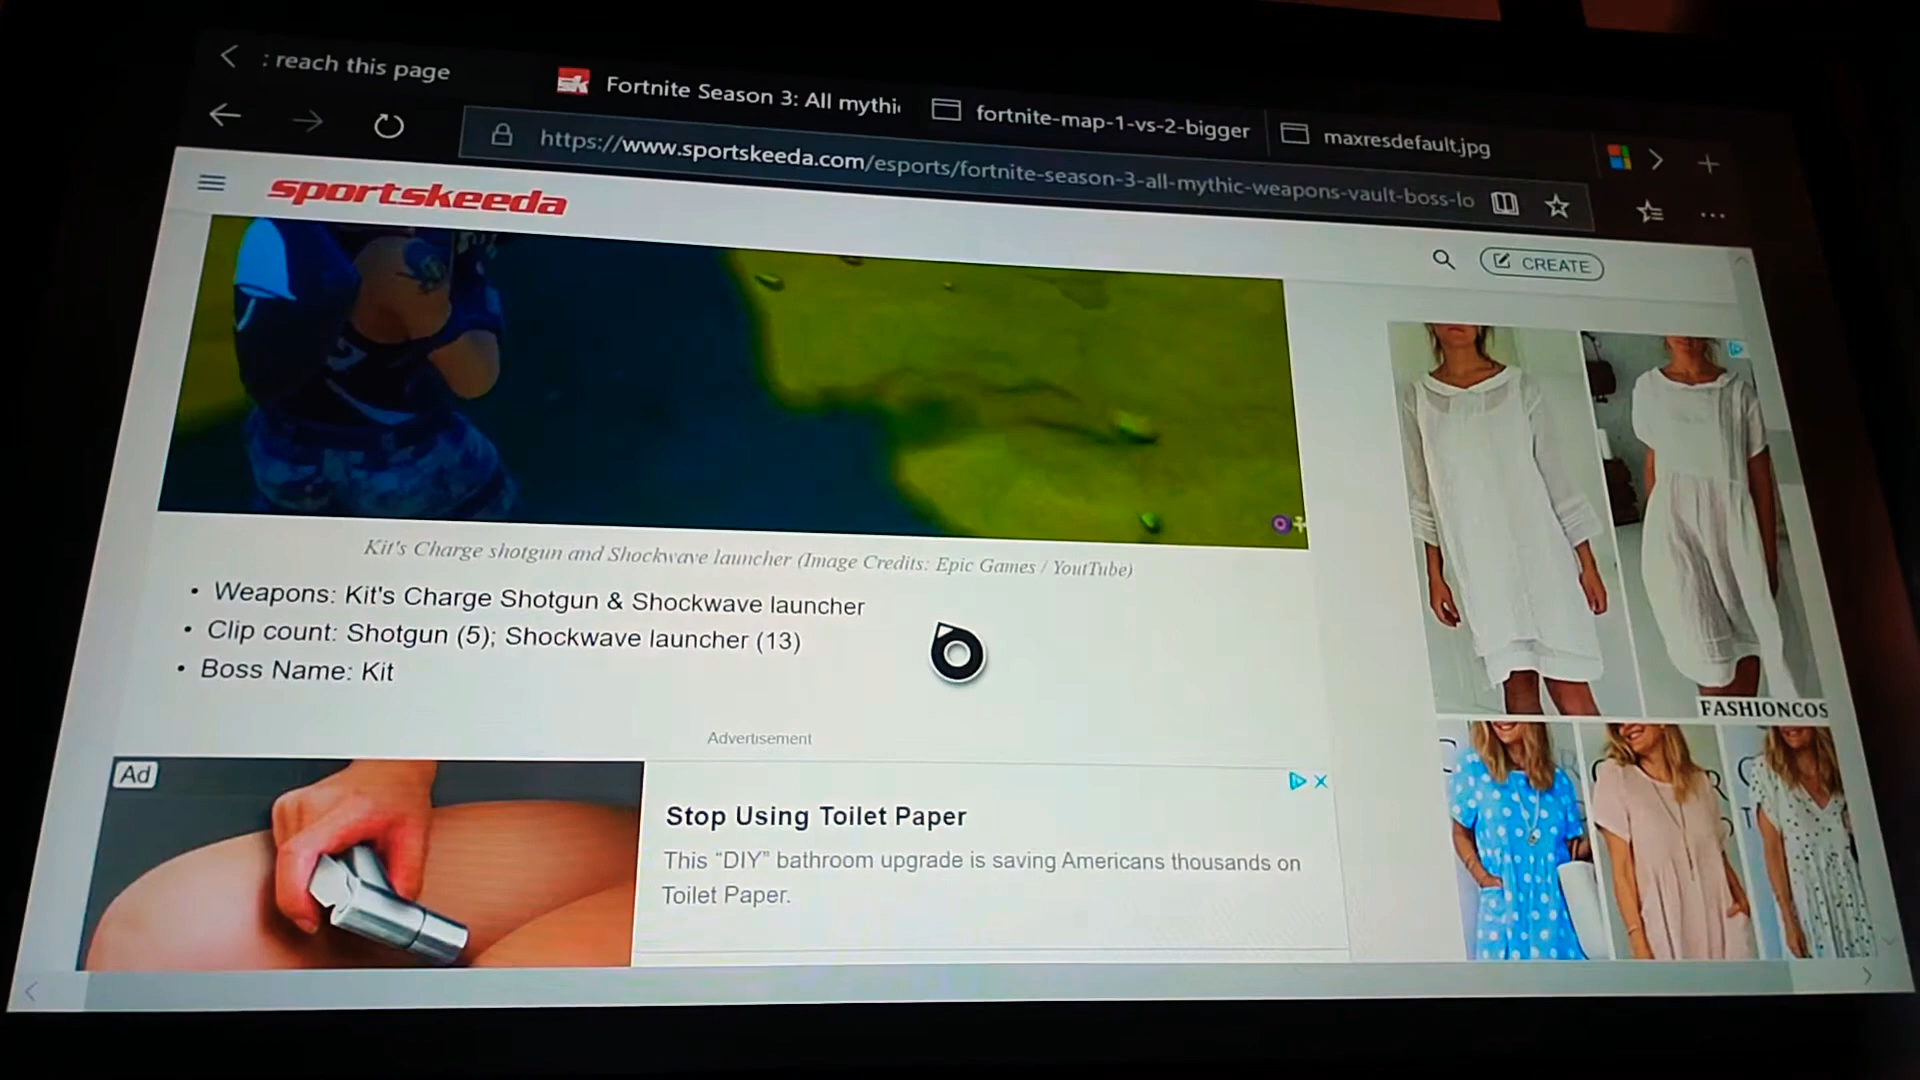 : reach this page
Fortnite Season 3: All mythi
fortnite-map-1-vs-2-bigger
maxresdefault.jpg
https://www.sportskeeda.com/esports/fortnite-season-3-all-mythic-weapons-vault-boss-lo
sportskeeda
CREATE
Kit's Charge shotgun and Shockwave launcher (Image Credits: Epic Games / YoutTube)
• Weapons: Kit's Charge Shotgun & Shockwave launcher
• Clip count: Shotgun (5); Shockwave launcher (13)
• Boss Name: Kit
FASHIONCOS
Advertisement
Ad
Stop Using Toilet Paper
This “DIY” bathroom upgrade is saving Americans thousands on
Toilet Paper.